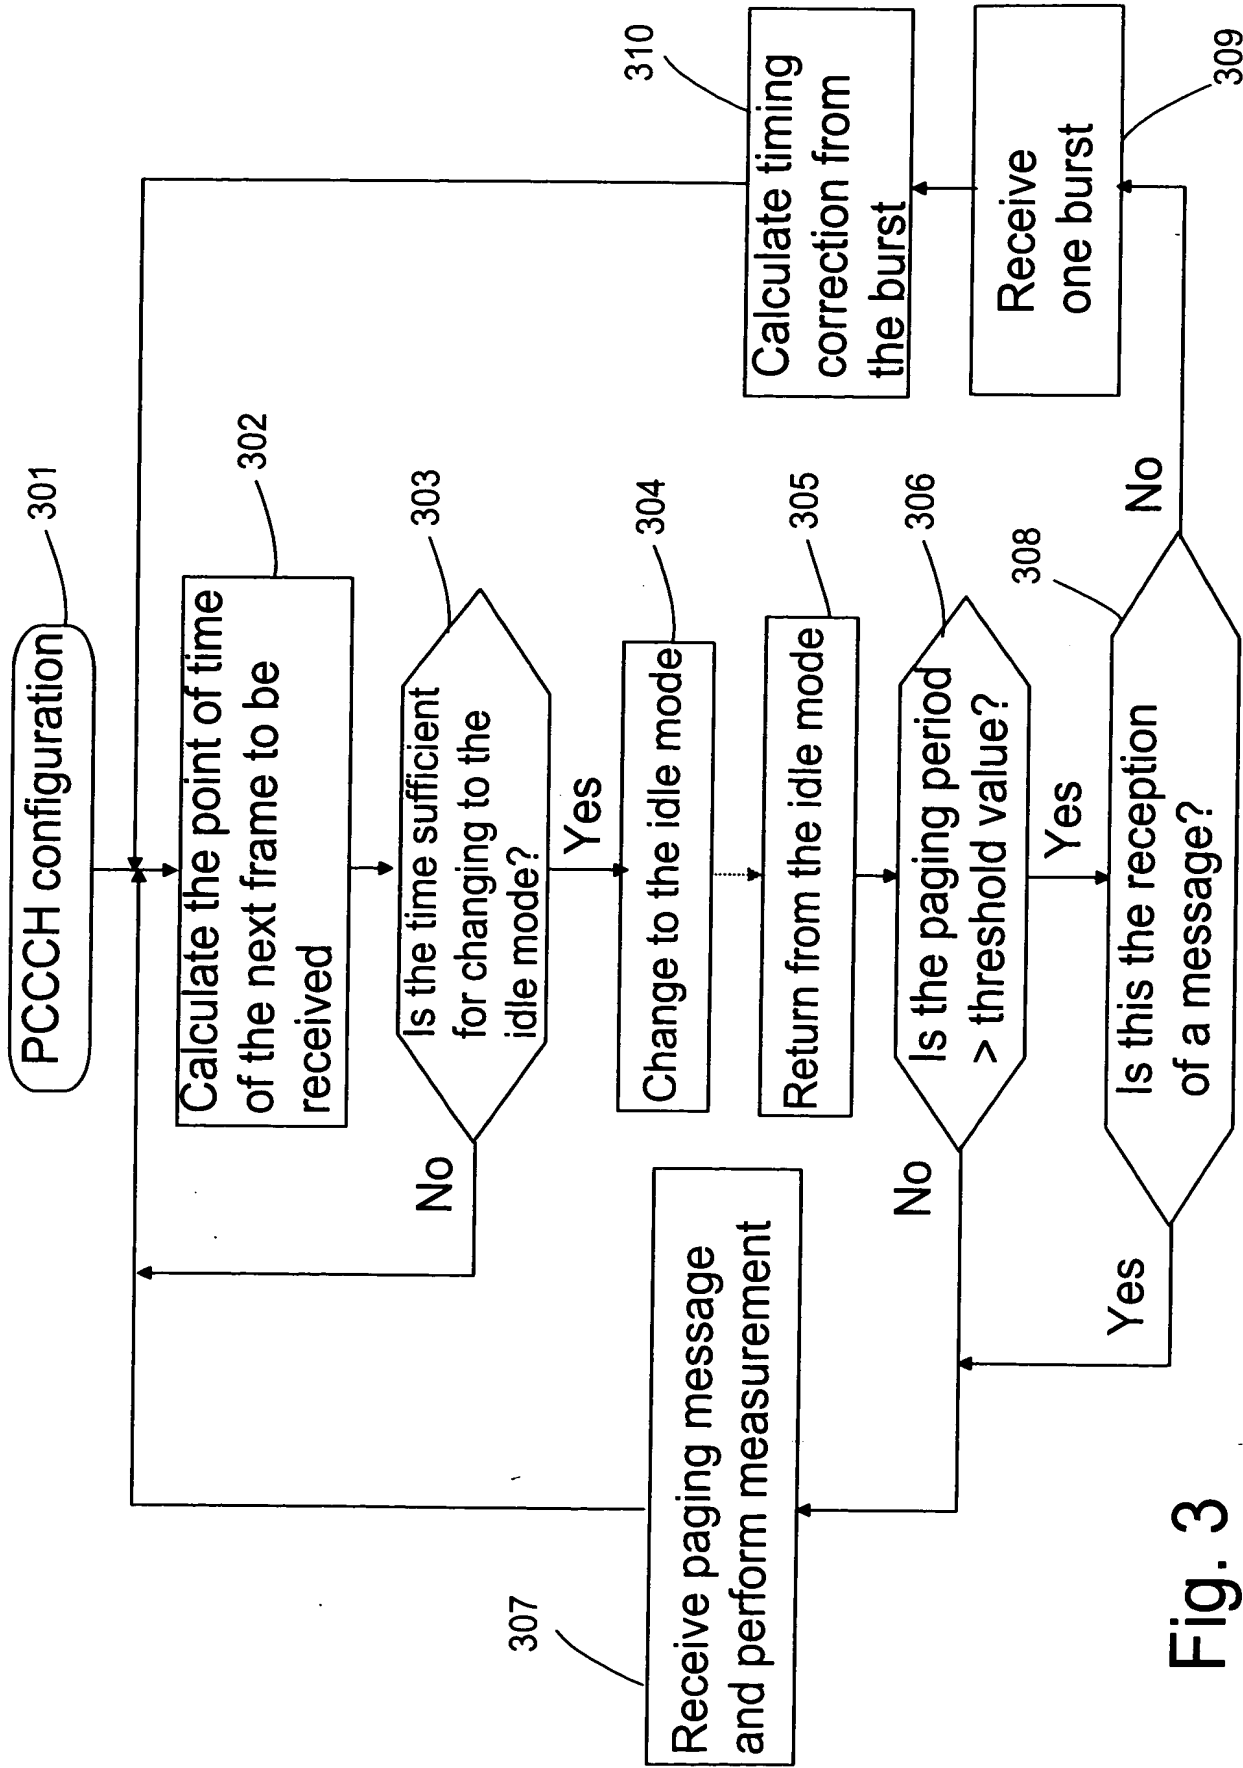 PCCCH configuration
301
Calculate the point of time
of the next frame to be
received
302
Is the time sufficient
for changing to the
idle mode?
303
No
Yes
Change to the idle mode
304
Return from the idle mode
305
Is the paging period
> threshold value?
306
No
Yes
Receive paging message
and perform measurement
307
Is this the reception
of a message?
308
Yes
No
Receive
one burst
309
Calculate timing
correction from
the burst
310
Fig. 3